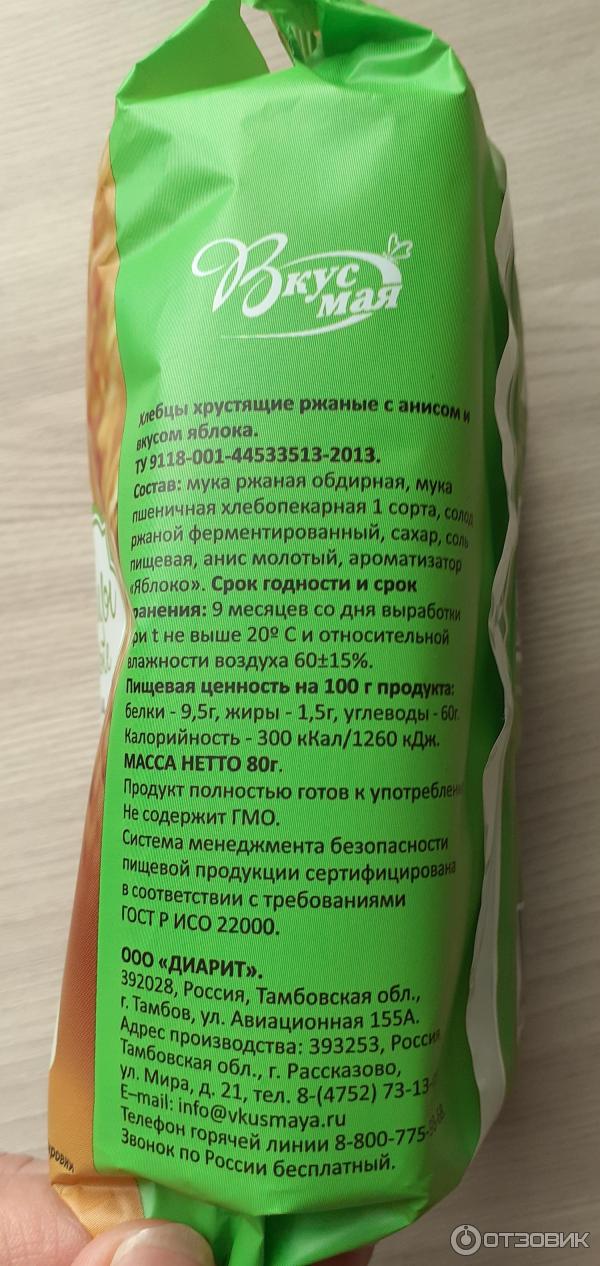 Вкус
мая
Хлебцы хрустящие ржаные с анисом и
вкусом яблока.
ТУ 9118-001-44533513-2013.
Состав: мука ржаная обдирная, мука
пшеничная хлебопекарная 1 сорта, солод
ржаной ферментированный, сахар, соль
пищевая, анис молотый, ароматизатор
«Яблоко». Срок годности и срок
хранения: 9 месяцев со дня выработки
при t не выше 20º С и относительной
влажности воздуха 60±15%.
Пищевая ценность на 100 г продукта:
белки - 9,5г, жиры - 1,5г, углеводы - 60г.
Калорийность - 300 кКал/1260 кДж.
МАССА НЕТТО 80г.
Продукт полностью готов к употреблен
Не содержит ГМО.
Система менеджмента безопасности
пищевой продукции сертифицирована
в соответствии с требованиями
ГОСТ Р ИСО 22000.
ООО «ДИАРИТ».
392028, Россия, Тамбовская обл.,
г. Тамбов, ул. Авиационная 155А.
Адрес производства: 393253, Россия
Тамбовская обл., г. Рассказово,
ул. Мира, д. 21, тел. 8-(4752) 73-13-
E–mail: info@vkusmaya.ru
Телефон горячей линии 8-800-775-
Звонок по России бесплатный.
ОТЗОВИК